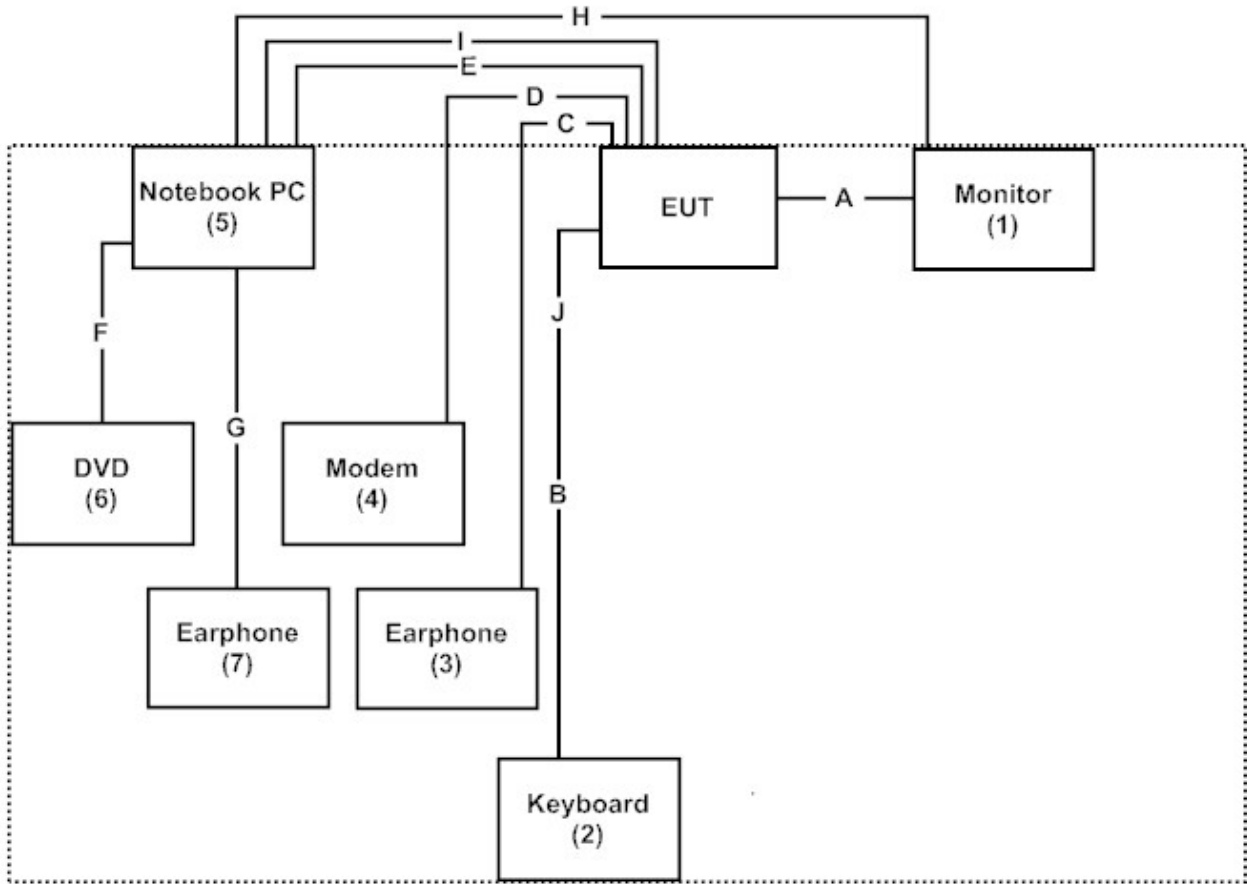 H
I
E
D
C
Notebook PC
(5)
EUT
A
Monitor
(1)
F
J
G
DVD
(6)
Modem
(4)
B
Earphone
(7)
Earphone
(3)
Keyboard
(2)